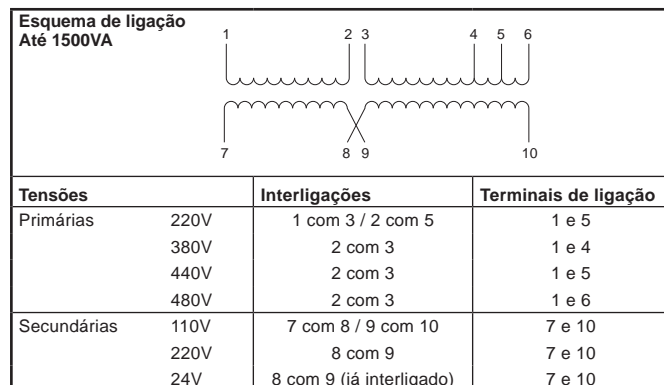 Esquema de ligação
Até 1500VA
1 2 3 4 5 6
7 8 9 10
Tensões Interligações Terminais de ligação
Primárias 220V 1 com 3 / 2 com 5 1 e 5
380V 2 com 3 1 e 4
440V 2 com 3 1 e 5
480V 2 com 3 1 e 6
Secundárias 110V 7 com 8 / 9 com 10 7 e 10
220V 8 com 9 7 e 10
24V 8 com 9 (já interligado) 7 e 10